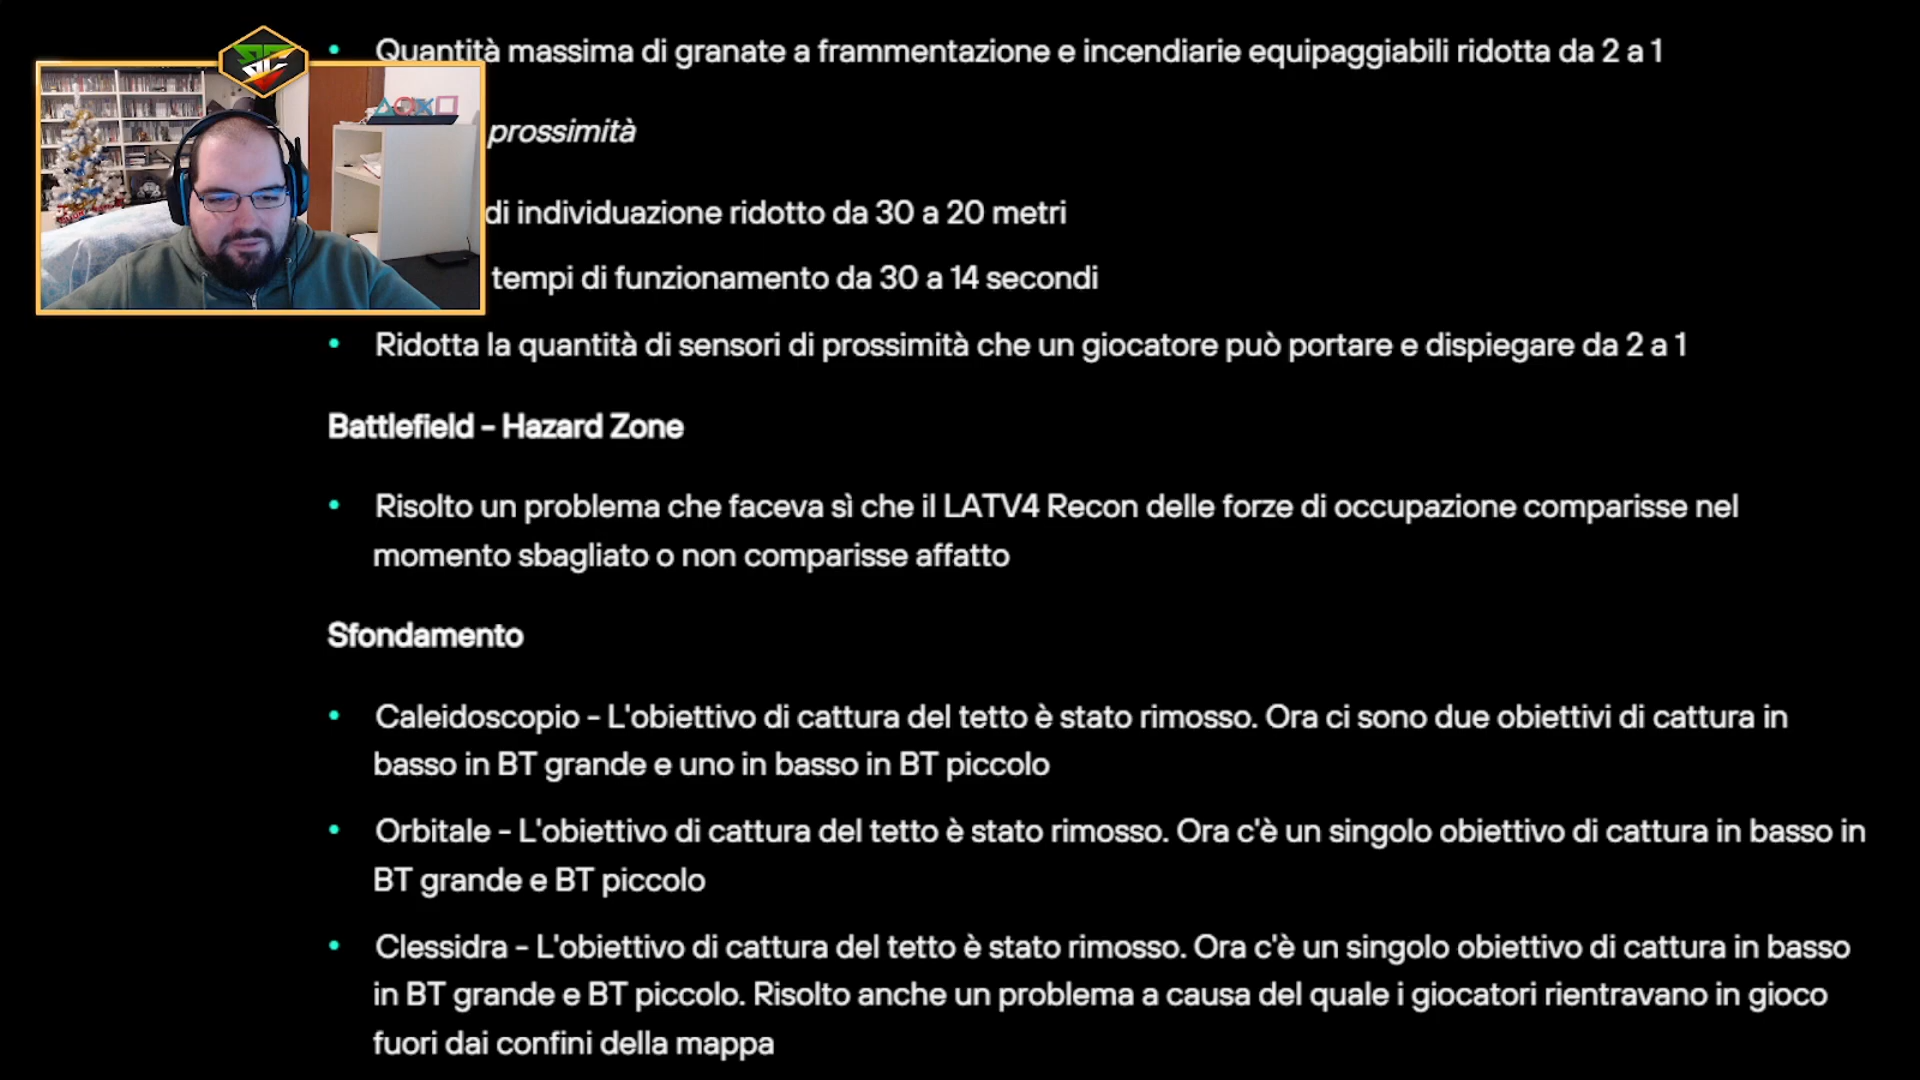 Quantità massima di granate a frammentazione e incendiarie equipaggiabili ridotta da 2 a 1
prossimità
di individuazione ridotto da 30 a 20 metri
tempi di funzionamento da 30 a 14 secondi
Ridotta la quantità di sensori di prossimità che un giocatore può portare e dispiegare da 2 a 1
Battlefield - Hazard Zone
Risolto un problema che faceva sì che il LATV4 Recon delle forze di occupazione comparisse nel
momento sbagliato o non comparisse affatto
Sfondamento
Caleidoscopio - L'obiettivo di cattura del tetto è stato rimosso. Ora ci sono due obiettivi di cattura in
basso in BT grande e uno in basso in BT piccolo
Orbitale - L'obiettivo di cattura del tetto è stato rimosso. Ora c'è un singolo obiettivo di cattura in basso in
BT grande e BT piccolo
Clessidra - L'obiettivo di cattura del tetto è stato rimosso. Ora c'è un singolo obiettivo di cattura in basso
in BT grande e BT piccolo. Risolto anche un problema a causa del quale i giocatori rientravano in gioco
fuori dai confini della mappa